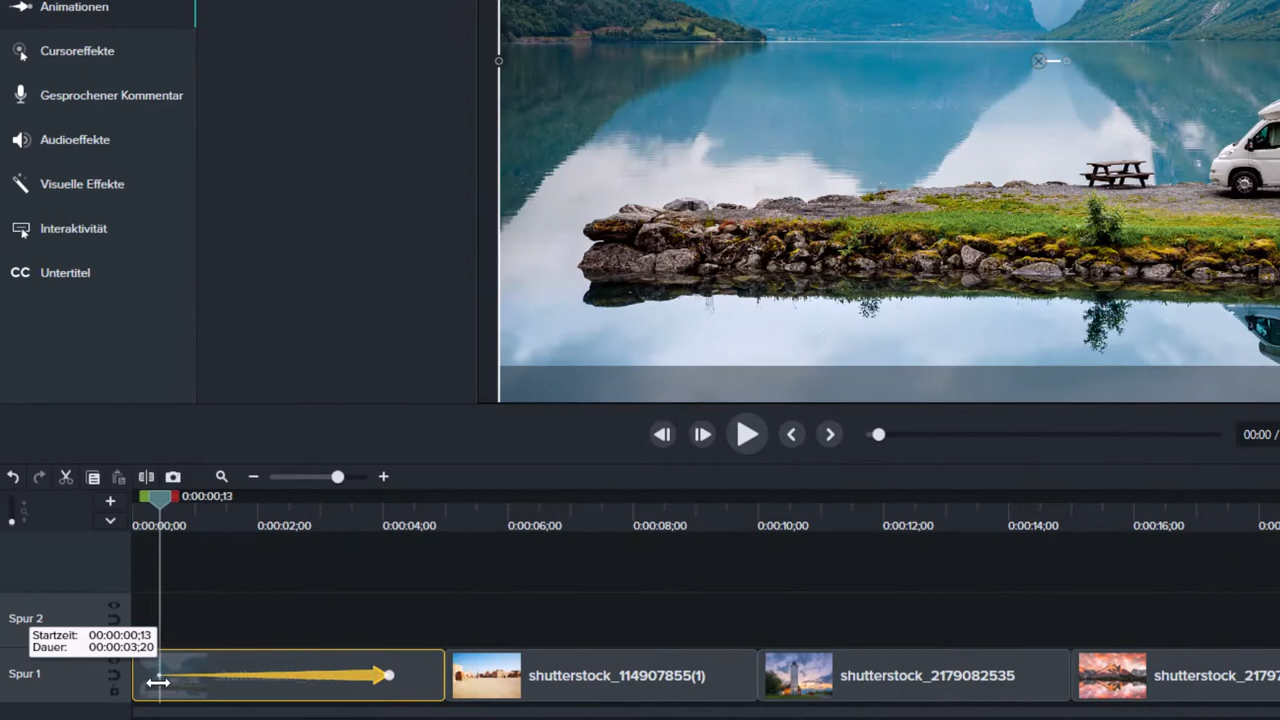 Animationen
Cursoreffekte
Gesprochener Kommentar
Audioeffekte
Visuelle Effekte
Interaktivität
CC Untertitel
00:00 /
0:00:00;13
0:00:00;00 0:00:02;00 0:00:04;00 0:00:06;00 0:00:08;00 0:00:10;00 0:00:12;00 0:00:14;00 0:00:16;00 0:00
Spur 2
Startzeit: 00:00:00;13
Dauer: 00:00:03;20
Spur 1
shutterstock_114907855(1)
shutterstock_2179082535
shutterstock_21797